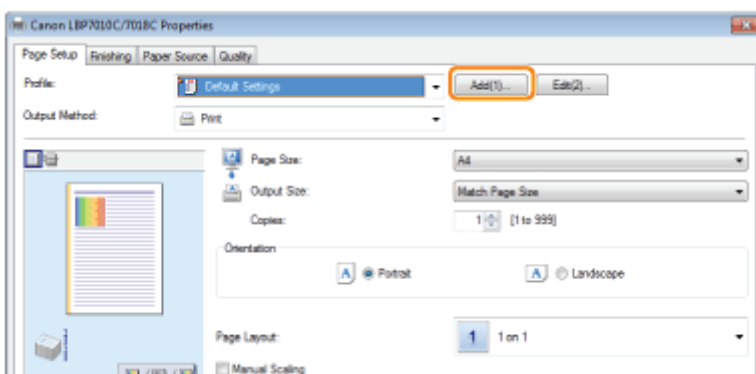 Canon LBP7010C/7018C Properties
Page Setup Finishing Paper Source Quality
Profile: Default Settings Add(1)... Edit(2)...
Output Method: Print
Page Size: A4
Output Size: Match Page Size
Copies: 1 [1 to 999]
Orientation
A Portrait A Landscape
Page Layout: 1 1 on 1
Manual Scaling